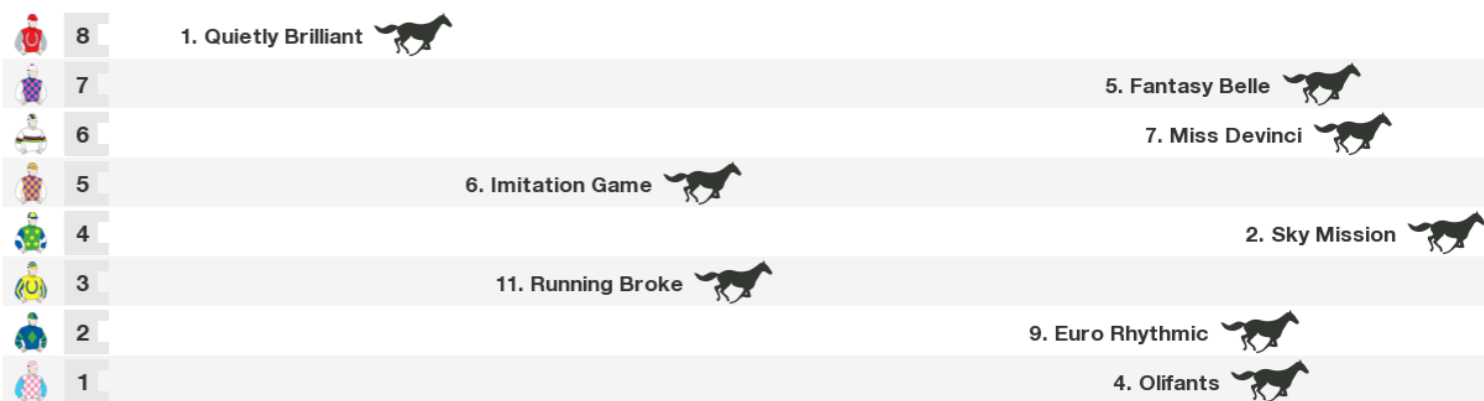 8 1. Quietly Brilliant
7 5. Fantasy Belle
6 7. Miss Devinci
5 6. Imitation Game
4 2. Sky Mission
3 11. Running Broke
2 9. Euro Rhythmic
1 4. Olifants